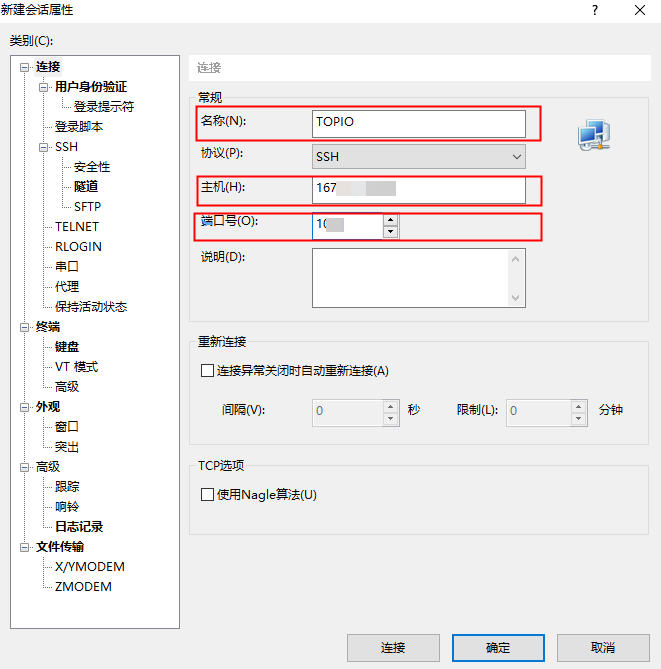 新建会话属性
类别(C):
连接
用户身份验证
登录提示符
登录脚本
SSH
安全性
隧道
SFTP
TELNET
RLOGIN
串口
代理
保持活动状态
终端
键盘
VT 模式
高级
外观
窗口
突出
高级
跟踪
响铃
日志记录
文件传输
X/YMODEM
ZMODEM
连接
常规
名称(N): TOPIO
协议(P): SSH
主机(H): 167
端口号(O): 10
说明(D):
重新连接
连接异常关闭时自动重新连接(A)
间隔(V): 0 秒 限制(L): 0 分钟
TCP选项
使用Nagle算法(U)
连接 确定 取消